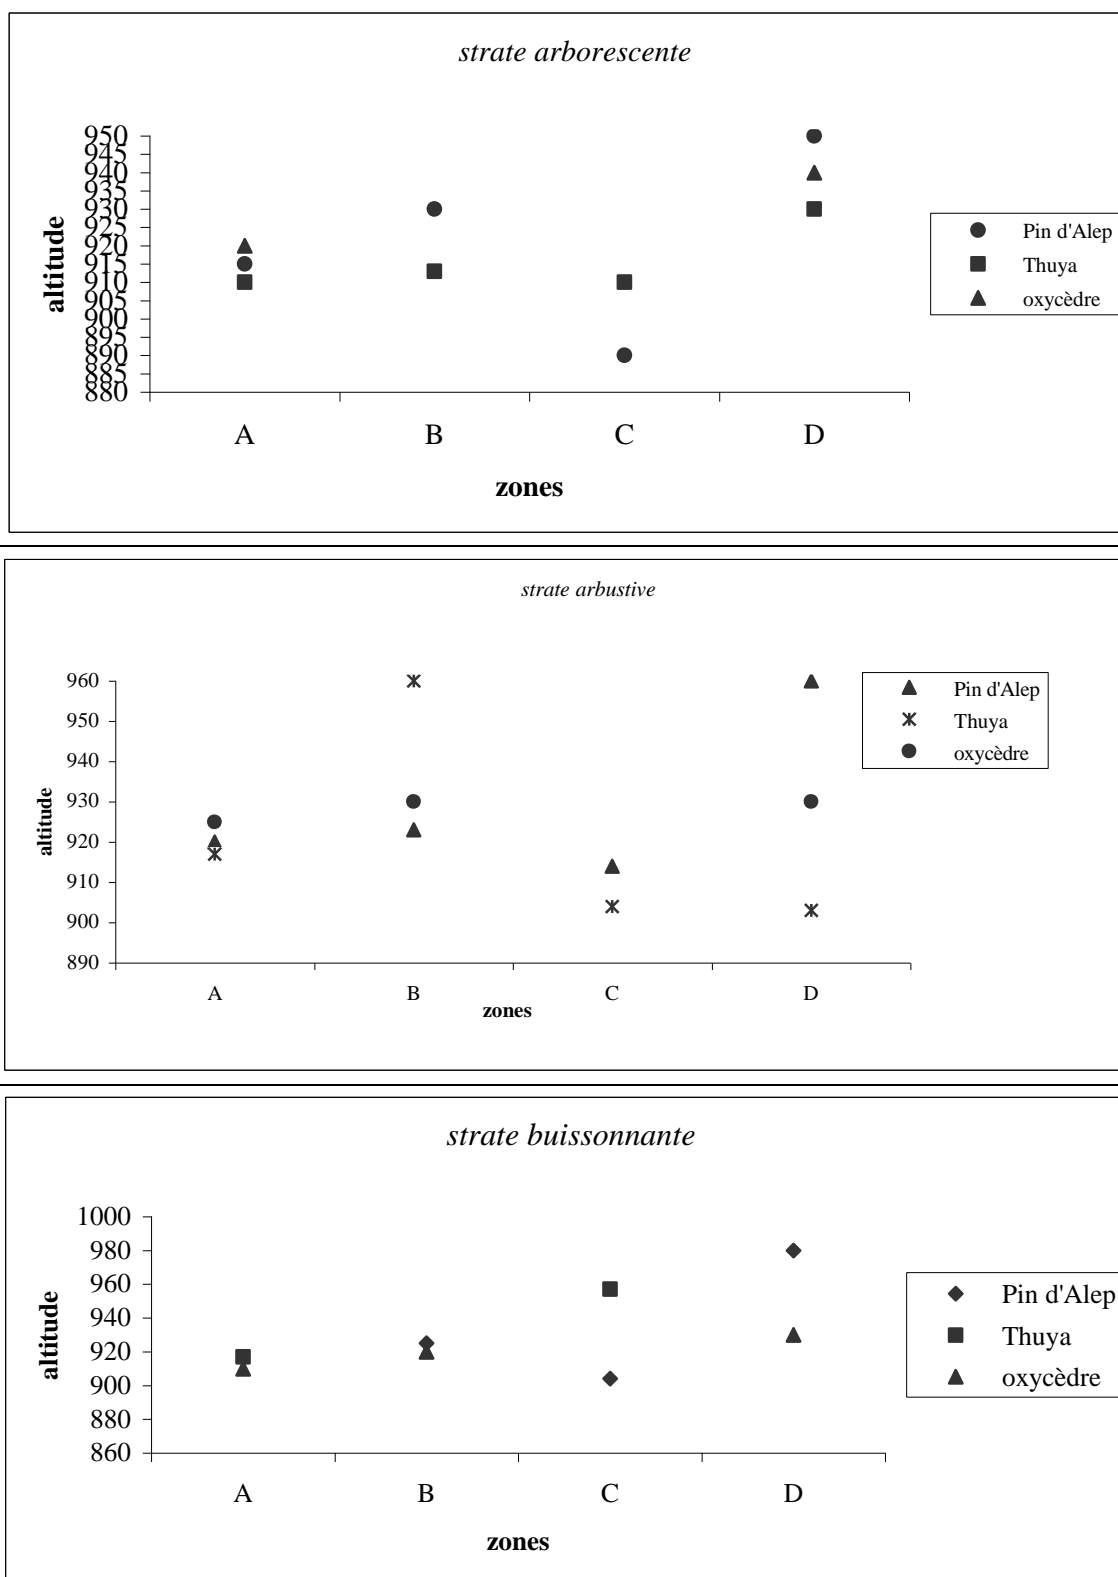 strate arborescente
950
945
940
935
930
925
920
915
910
905
900
895
890
885
880
altitude
A B C D
zones
Pin d'Alep
Thuya
oxycèdre
strate arbustive
960
950
940
930
920
910
900
890
altitude
A B C D
zones
Pin d'Alep
Thuya
oxycèdre
strate buissonnante
1000
980
960
940
920
900
880
860
altitude
A B C D
zones
Pin d'Alep
Thuya
oxycèdre